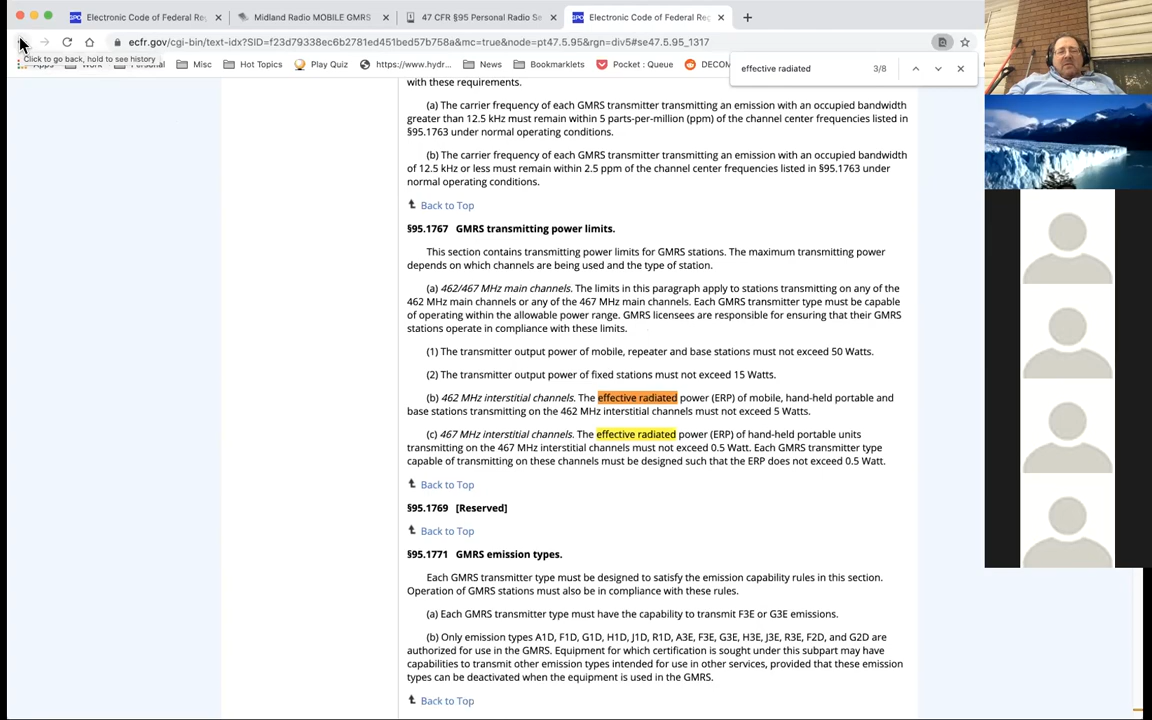 Electronic Code of Federal Reg
Midland Radio MOBILE GMRS
47 CFR §95 Personal Radio Se
Electronic Code of Federal Reg
ecfr.gov/cgi-bin/text-idx?SID=f23d79338ec6b2781ed451bed57b758a&mc=true&node=pt47.5.95&rgn=div5#se47.5.95_1317
Click to go back, hold to see history
Apps Work Personal Misc Hot Topics Play Quiz https://www.hydr... News Bookmarklets Pocket : Queue DECOM
effective radiated 3/8
with these requirements.
(a) The carrier frequency of each GMRS transmitter transmitting an emission with an occupied bandwidth
greater than 12.5 kHz must remain within 5 parts-per-million (ppm) of the channel center frequencies listed in
§95.1763 under normal operating conditions.
(b) The carrier frequency of each GMRS transmitter transmitting an emission with an occupied bandwidth
of 12.5 kHz or less must remain within 2.5 ppm of the channel center frequencies listed in §95.1763 under
normal operating conditions.
Back to Top
§95.1767 GMRS transmitting power limits.
This section contains transmitting power limits for GMRS stations. The maximum transmitting power
depends on which channels are being used and the type of station.
(a) 462/467 MHz main channels. The limits in this paragraph apply to stations transmitting on any of the
462 MHz main channels or any of the 467 MHz main channels. Each GMRS transmitter type must be capable
of operating within the allowable power range. GMRS licensees are responsible for ensuring that their GMRS
stations operate in compliance with these limits.
(1) The transmitter output power of mobile, repeater and base stations must not exceed 50 Watts.
(2) The transmitter output power of fixed stations must not exceed 15 Watts.
(b) 462 MHz interstitial channels. The effective radiated power (ERP) of mobile, hand-held portable and
base stations transmitting on the 462 MHz interstitial channels must not exceed 5 Watts.
(c) 467 MHz interstitial channels. The effective radiated power (ERP) of hand-held portable units
transmitting on the 467 MHz interstitial channels must not exceed 0.5 Watt. Each GMRS transmitter type
capable of transmitting on these channels must be designed such that the ERP does not exceed 0.5 Watt.
Back to Top
§95.1769 [Reserved]
Back to Top
§95.1771 GMRS emission types.
Each GMRS transmitter type must be designed to satisfy the emission capability rules in this section.
Operation of GMRS stations must also be in compliance with these rules.
(a) Each GMRS transmitter type must have the capability to transmit F3E or G3E emissions.
(b) Only emission types A1D, F1D, G1D, H1D, J1D, R1D, A3E, F3E, G3E, H3E, J3E, R3E, F2D, and G2D are
authorized for use in the GMRS. Equipment for which certification is sought under this subpart may have
capabilities to transmit other emission types intended for use in other services, provided that these emission
types can be deactivated when the equipment is used in the GMRS.
Back to Top